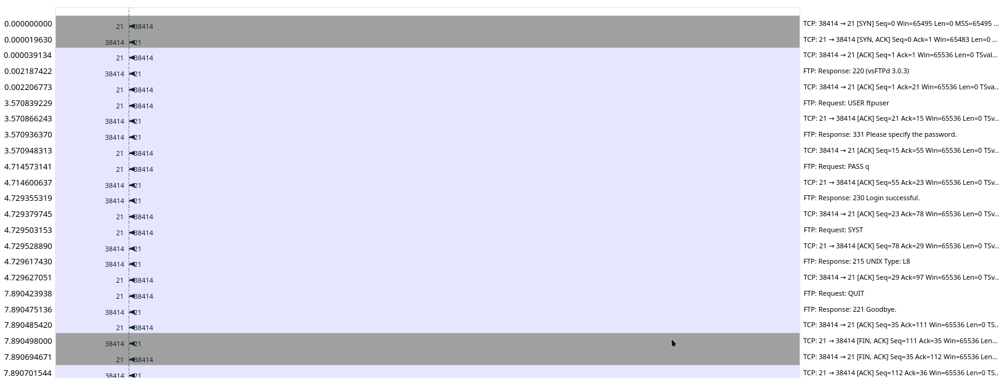 0.000000000 21 38414 TCP: 38414 → 21 [SYN] Seq=0 Win=65495 Len=0 MSS=65495 ...
0.000019630 38414 21 TCP: 21 → 38414 [SYN, ACK] Seq=0 Ack=1 Win=65483 Len=0 ...
0.000039134 21 38414 TCP: 38414 → 21 [ACK] Seq=1 Ack=1 Win=65536 Len=0 TSval...
0.002187422 38414 21 FTP: Response: 220 (vsFTPd 3.0.3)
0.002206773 21 38414 TCP: 38414 → 21 [ACK] Seq=1 Ack=21 Win=65536 Len=0 TSva...
3.570839229 21 38414 FTP: Request: USER ftpuser
3.570866243 38414 21 TCP: 21 → 38414 [ACK] Seq=21 Ack=15 Win=65536 Len=0 TSv...
3.570936370 38414 21 FTP: Response: 331 Please specify the password.
3.570948313 21 38414 TCP: 38414 → 21 [ACK] Seq=15 Ack=55 Win=65536 Len=0 TSv...
4.714573141 21 38414 FTP: Request: PASS q
4.714600637 38414 21 TCP: 21 → 38414 [ACK] Seq=55 Ack=23 Win=65536 Len=0 TSv...
4.729355319 38414 21 FTP: Response: 230 Login successful.
4.729379745 21 38414 TCP: 38414 → 21 [ACK] Seq=23 Ack=78 Win=65536 Len=0 TSv...
4.729503153 21 38414 FTP: Request: SYST
4.729528890 38414 21 TCP: 21 → 38414 [ACK] Seq=78 Ack=29 Win=65536 Len=0 TSv...
4.729617430 38414 21 FTP: Response: 215 UNIX Type: L8
4.729627051 21 38414 TCP: 38414 → 21 [ACK] Seq=29 Ack=97 Win=65536 Len=0 TSv...
7.890423938 21 38414 FTP: Request: QUIT
7.890475136 38414 21 FTP: Response: 221 Goodbye.
7.890485420 21 38414 TCP: 38414 → 21 [ACK] Seq=35 Ack=111 Win=65536 Len=0 TS...
7.890498000 38414 21 TCP: 21 → 38414 [FIN, ACK] Seq=111 Ack=35 Win=65536 Len...
7.890694671 21 38414 TCP: 38414 → 21 [FIN, ACK] Seq=35 Ack=112 Win=65536 Len...
7.890701544 38414 21 TCP: 21 → 38414 [ACK] Seq=112 Ack=36 Win=65536 Len=0 TS...